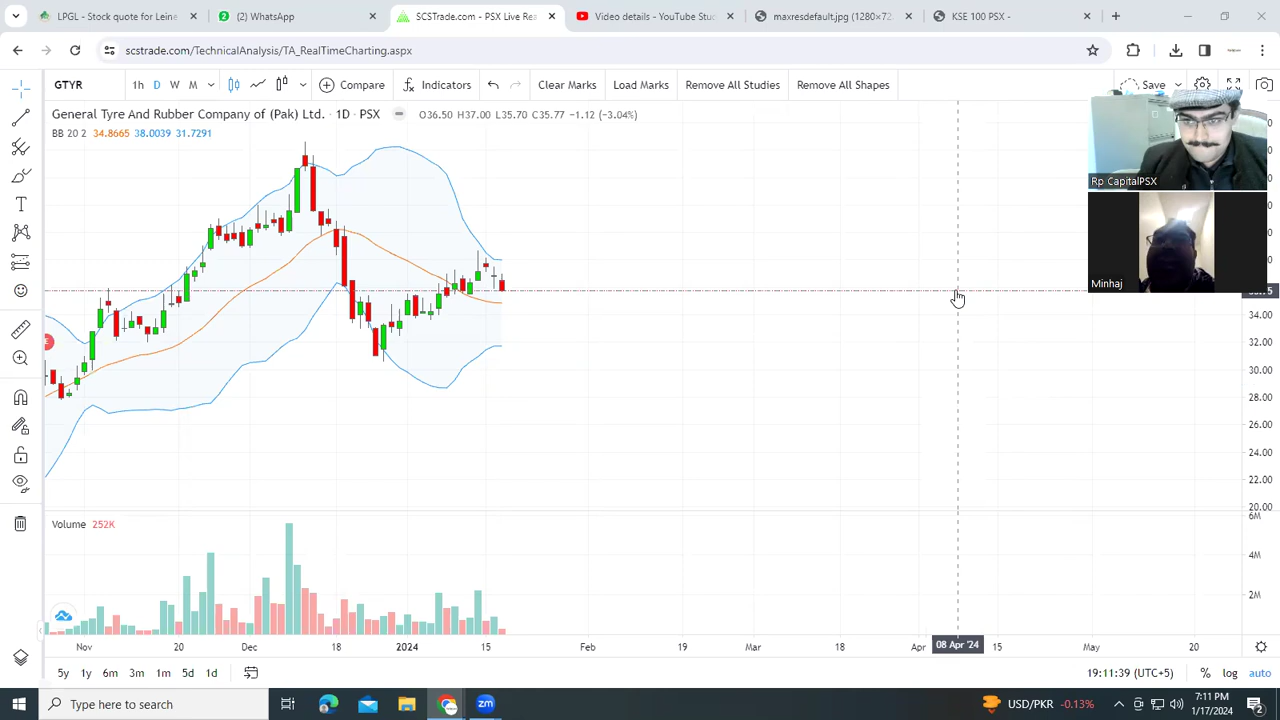 LPGL - Stock quote for Leine
(2) WhatsApp
SCSTrade.com - PSX Live Rea
Video details - YouTube Stu
maxresdefault.jpg (1280×72
KSE 100 PSX -
scstrade.com/TechnicalAnalysis/TA_RealTimeCharting.aspx
GTYR
1h D W M
Compare
Indicators
Clear Marks
Load Marks
Remove All Studies
Remove All Shapes
Save
General Tyre And Rubber Company of (Pak) Ltd. · 1D · PSX
O36.50 H37.00 L35.70 C35.77 −1.12 (−3.04%)
BB 20 2 34.8665 38.0039 31.7291
Rp CapitalPSX
Minhaj
34.00
32.00
30.00
28.00
26.00
24.00
22.00
20.00
Volume 252K
6M
4M
2M
Nov 20 Dec 18 2024 15 Feb 19 Mar 18 Apr 08 Apr '24 15 May 20
5y 1y 6m 3m 1m 5d 1d
19:11:39 (UTC+5) % log auto
Type here to search
USD/PKR -0.13%
7:11 PM
1/17/2024
2